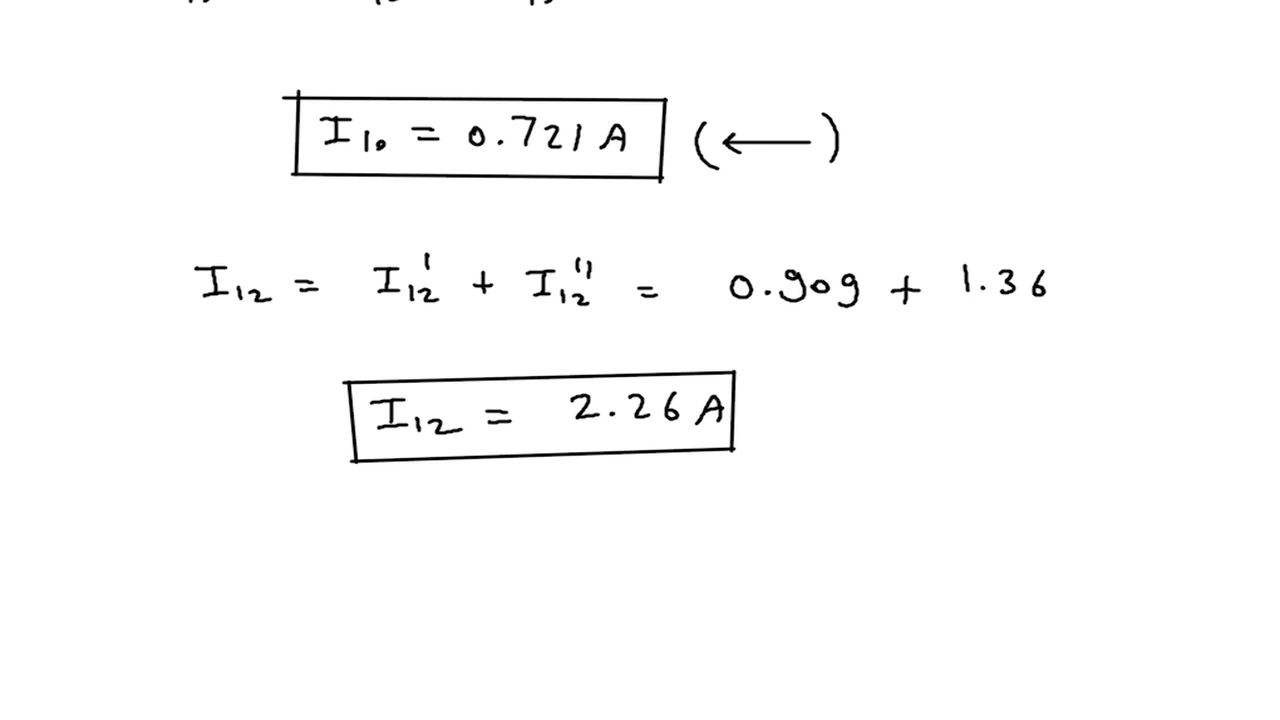 I₁₀ = 0.721 A (←)
I₁₂ = I₁₂' + I₁₂'' = 0.909 + 1.36
I₁₂ = 2.26 A